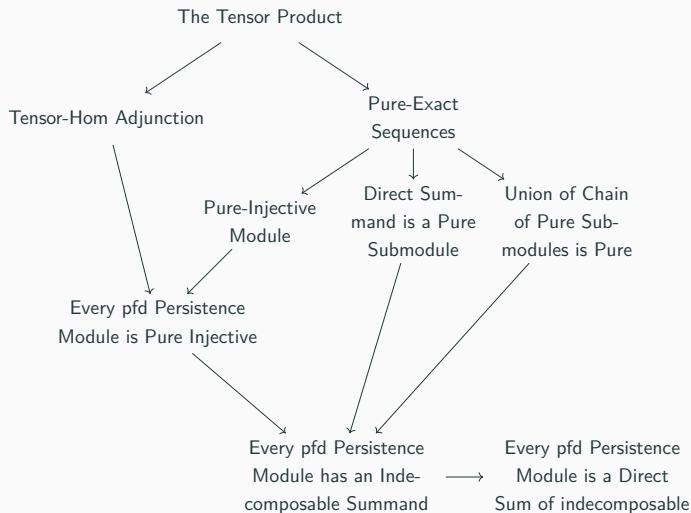 The Tensor Product
Tensor-Hom Adjunction
Pure-Exact
Sequences
Pure-Injective
Module
Direct Sum-
mand is a Pure
Submodule
Union of Chain
of Pure Sub-
modules is Pure
Every pfd Persistence
Module is Pure Injective
Every pfd Persistence
Module has an Inde-
composable Summand
Every pfd Persistence
Module is a Direct
Sum of indecomposable